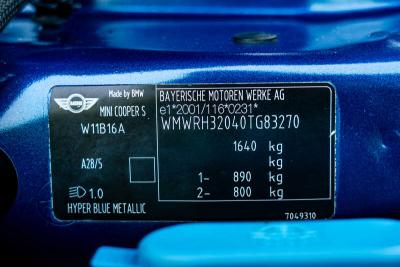 MINI
Made by BMW
MINI COOPER S
W11B16A
A28/5
1.0
HYPER BLUE METALLIC
BAYERISCHE MOTOREN WERKE AG
e1*2001/116*0231*
WMWRH32040TG83270
1640 kg
kg
1- 890 kg
2- 800 kg
7049310